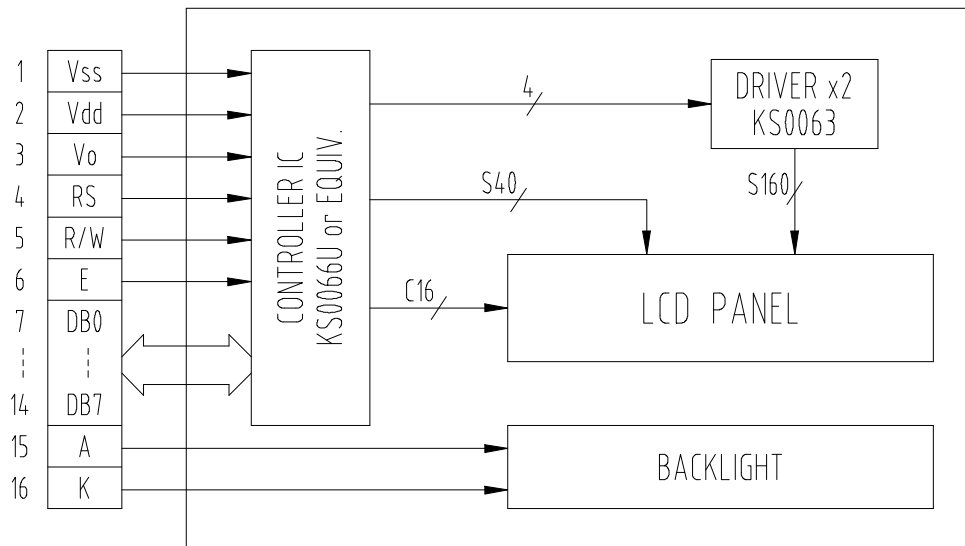 1 Vss
2 Vdd
3 Vo
4 RS
5 R/W
6 E
7 DB0
14 DB7
15 A
16 K
CONTROLLER IC
KS0066U or EQUIV.
4
DRIVER x2
KS0063
S40
S160
C16
LCD PANEL
BACKLIGHT